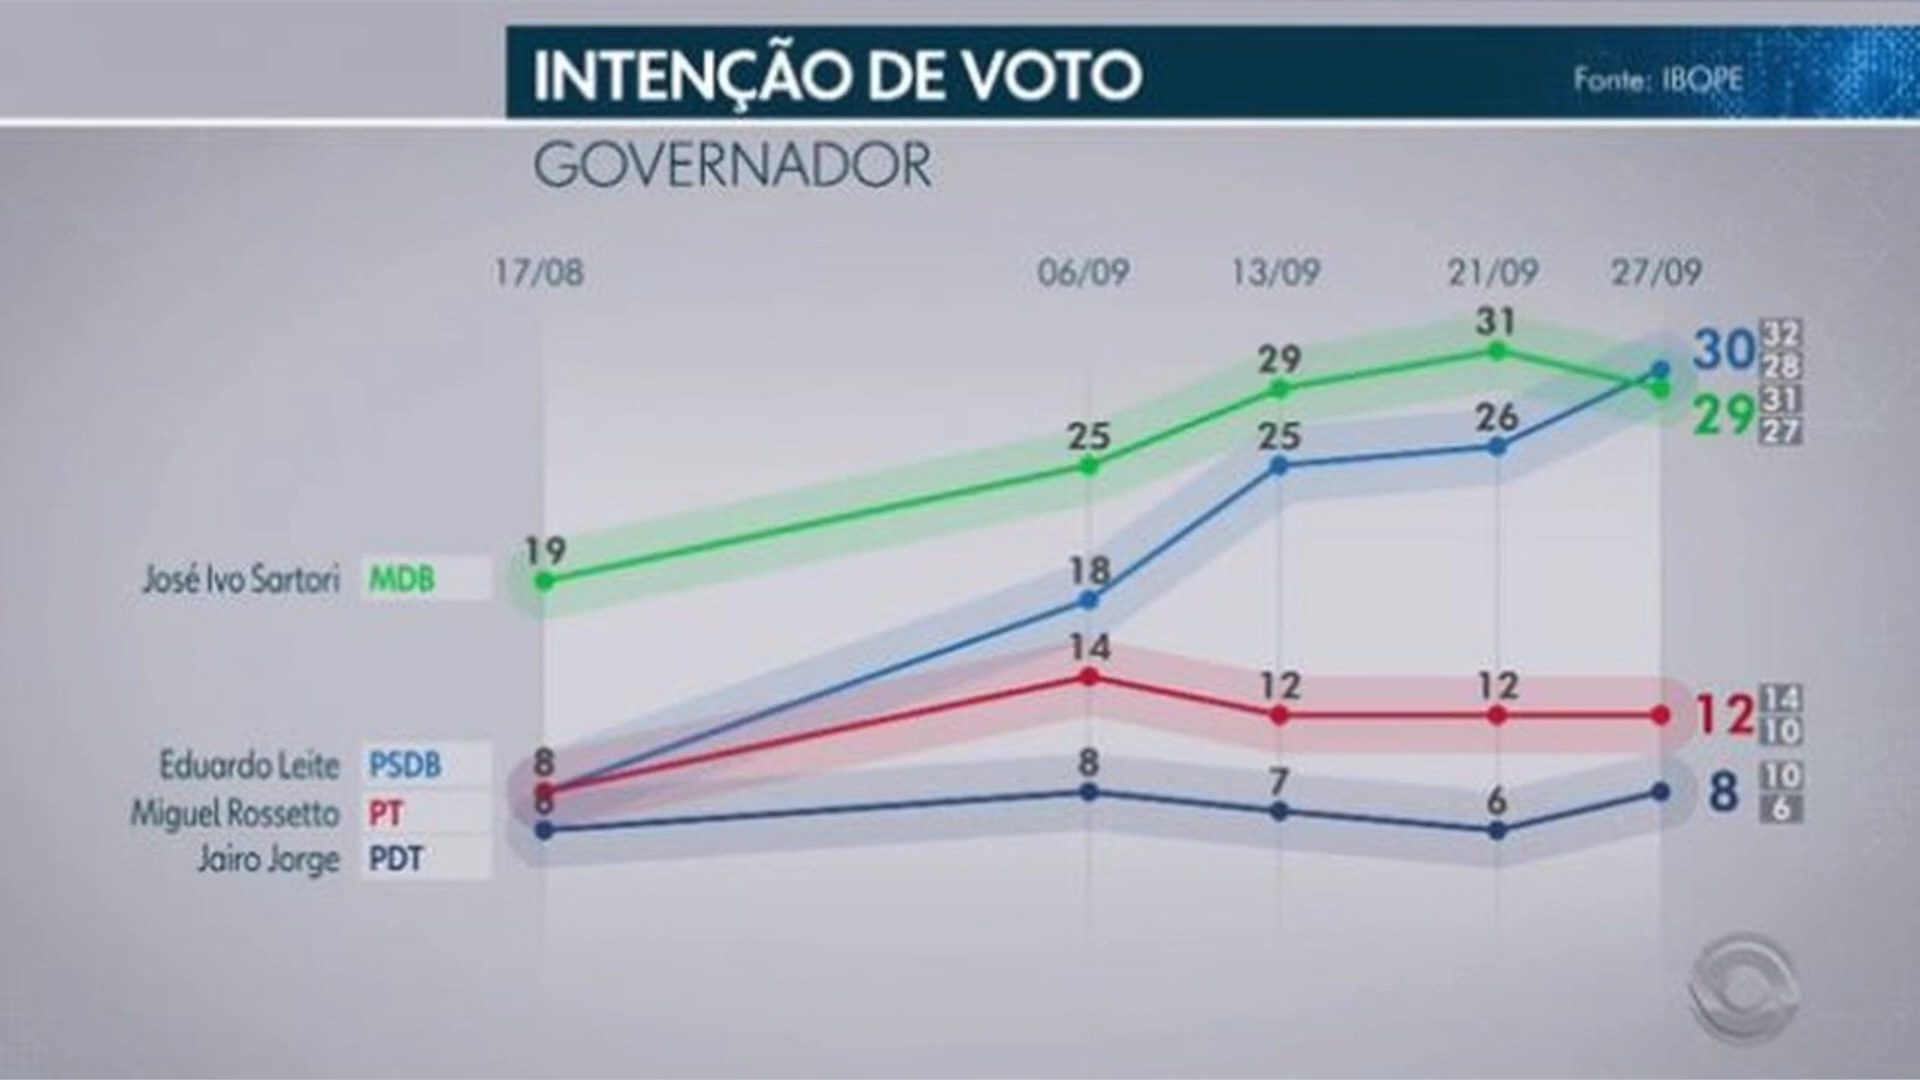 INTENÇÃO DE VOTO
Fonte: IBOPE
GOVERNADOR
17/08 06/09 13/09 21/09 27/09
31
29
30 32
28
26
25 25
29 31
27
19
18
José Ivo Sartori MDB
14
12 12
12 14
10
Eduardo Leite PSDB
8
8
7
6
8 10
6
Miguel Rossetto PT
6
Jairo Jorge PDT